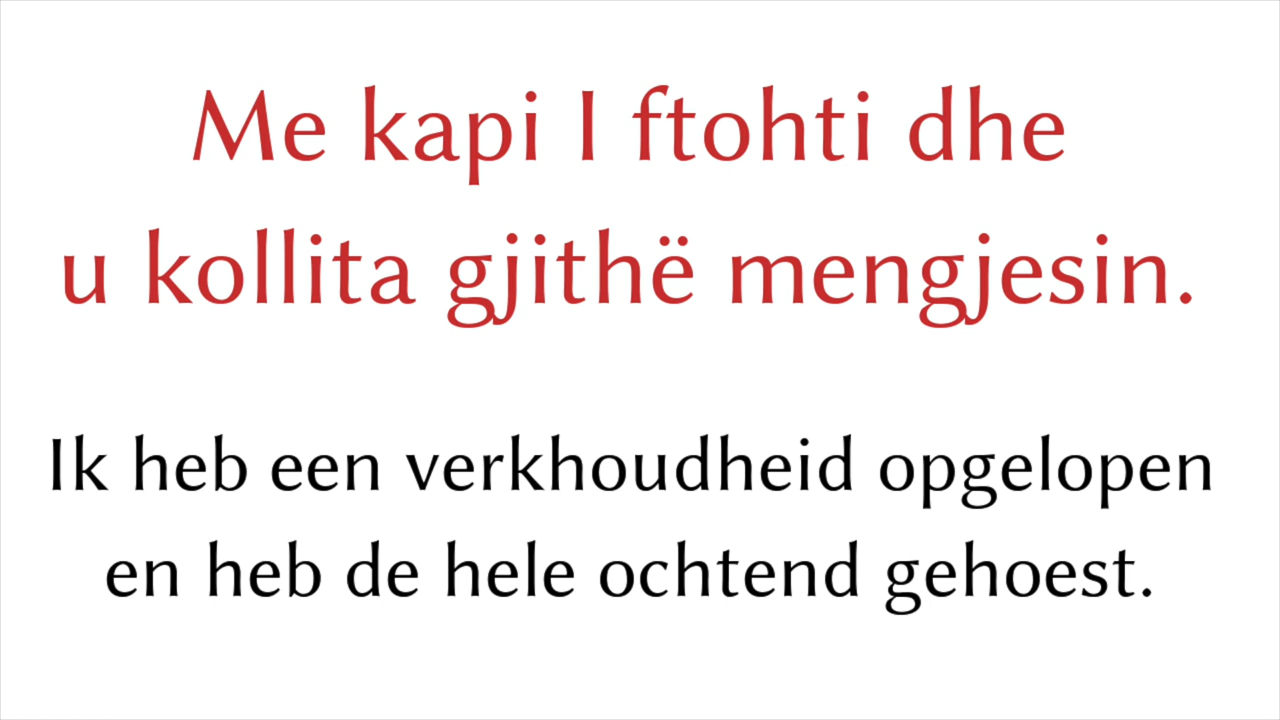 Me kapi I ftohti dhe
u kollita gjithë mengjesin.
Ik heb een verkhoudheid opgelopen
en heb de hele ochtend gehoest.